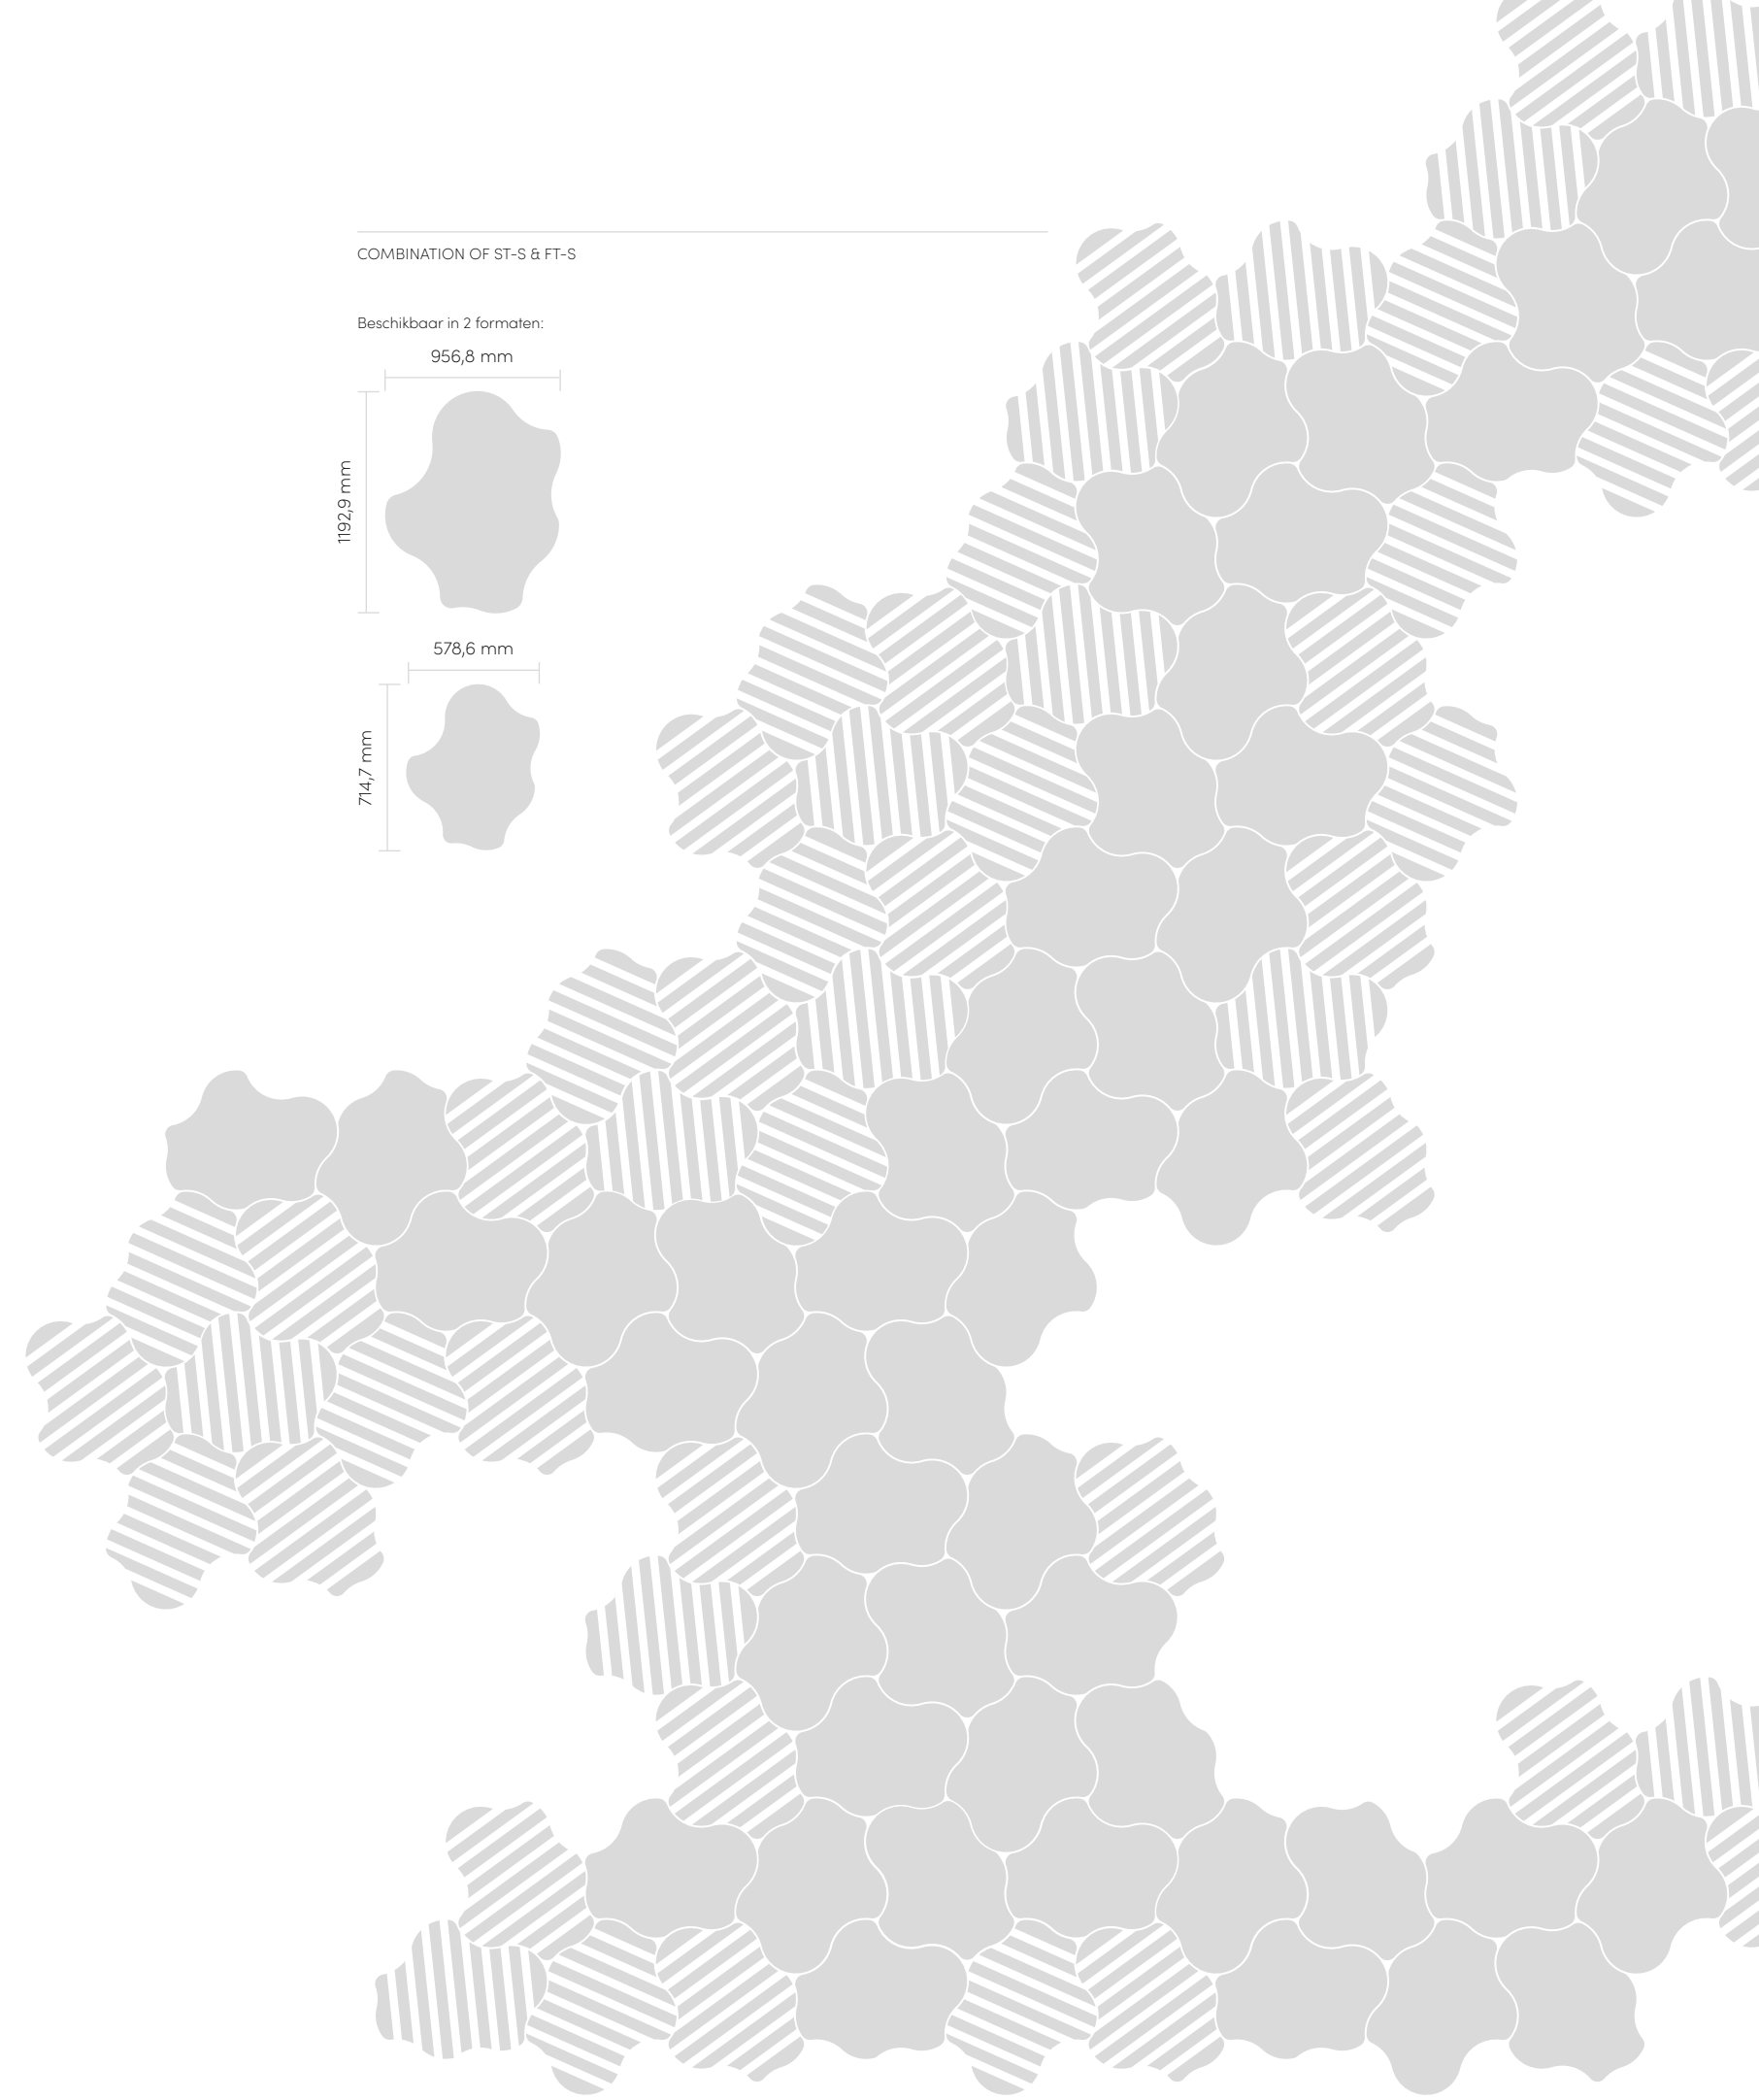 COMBINATION OF ST-S & FT-S
Beschikbaar in 2 formaten:
956,8 mm
1192,9 mm
578,6 mm
714,7 mm